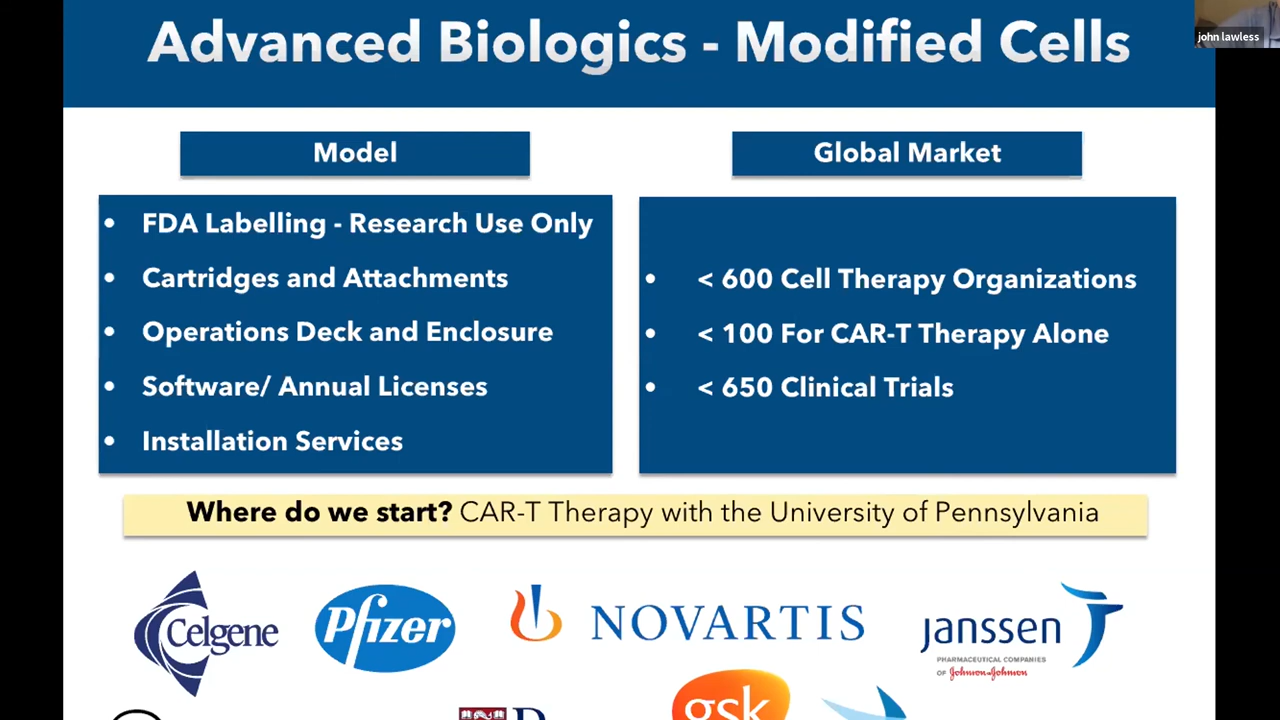 Advanced Biologics - Modified Cells
john lawless
Model
Global Market
• FDA Labelling - Research Use Only
• Cartridges and Attachments
• Operations Deck and Enclosure
• Software/ Annual Licenses
• Installation Services
• < 600 Cell Therapy Organizations
• < 100 For CAR-T Therapy Alone
• < 650 Clinical Trials
Where do we start? CAR-T Therapy with the University of Pennsylvania
Celgene
Pfizer
NOVARTIS
janssen
PHARMACEUTICAL COMPANIES
OF Johnson-Johnson
gsk